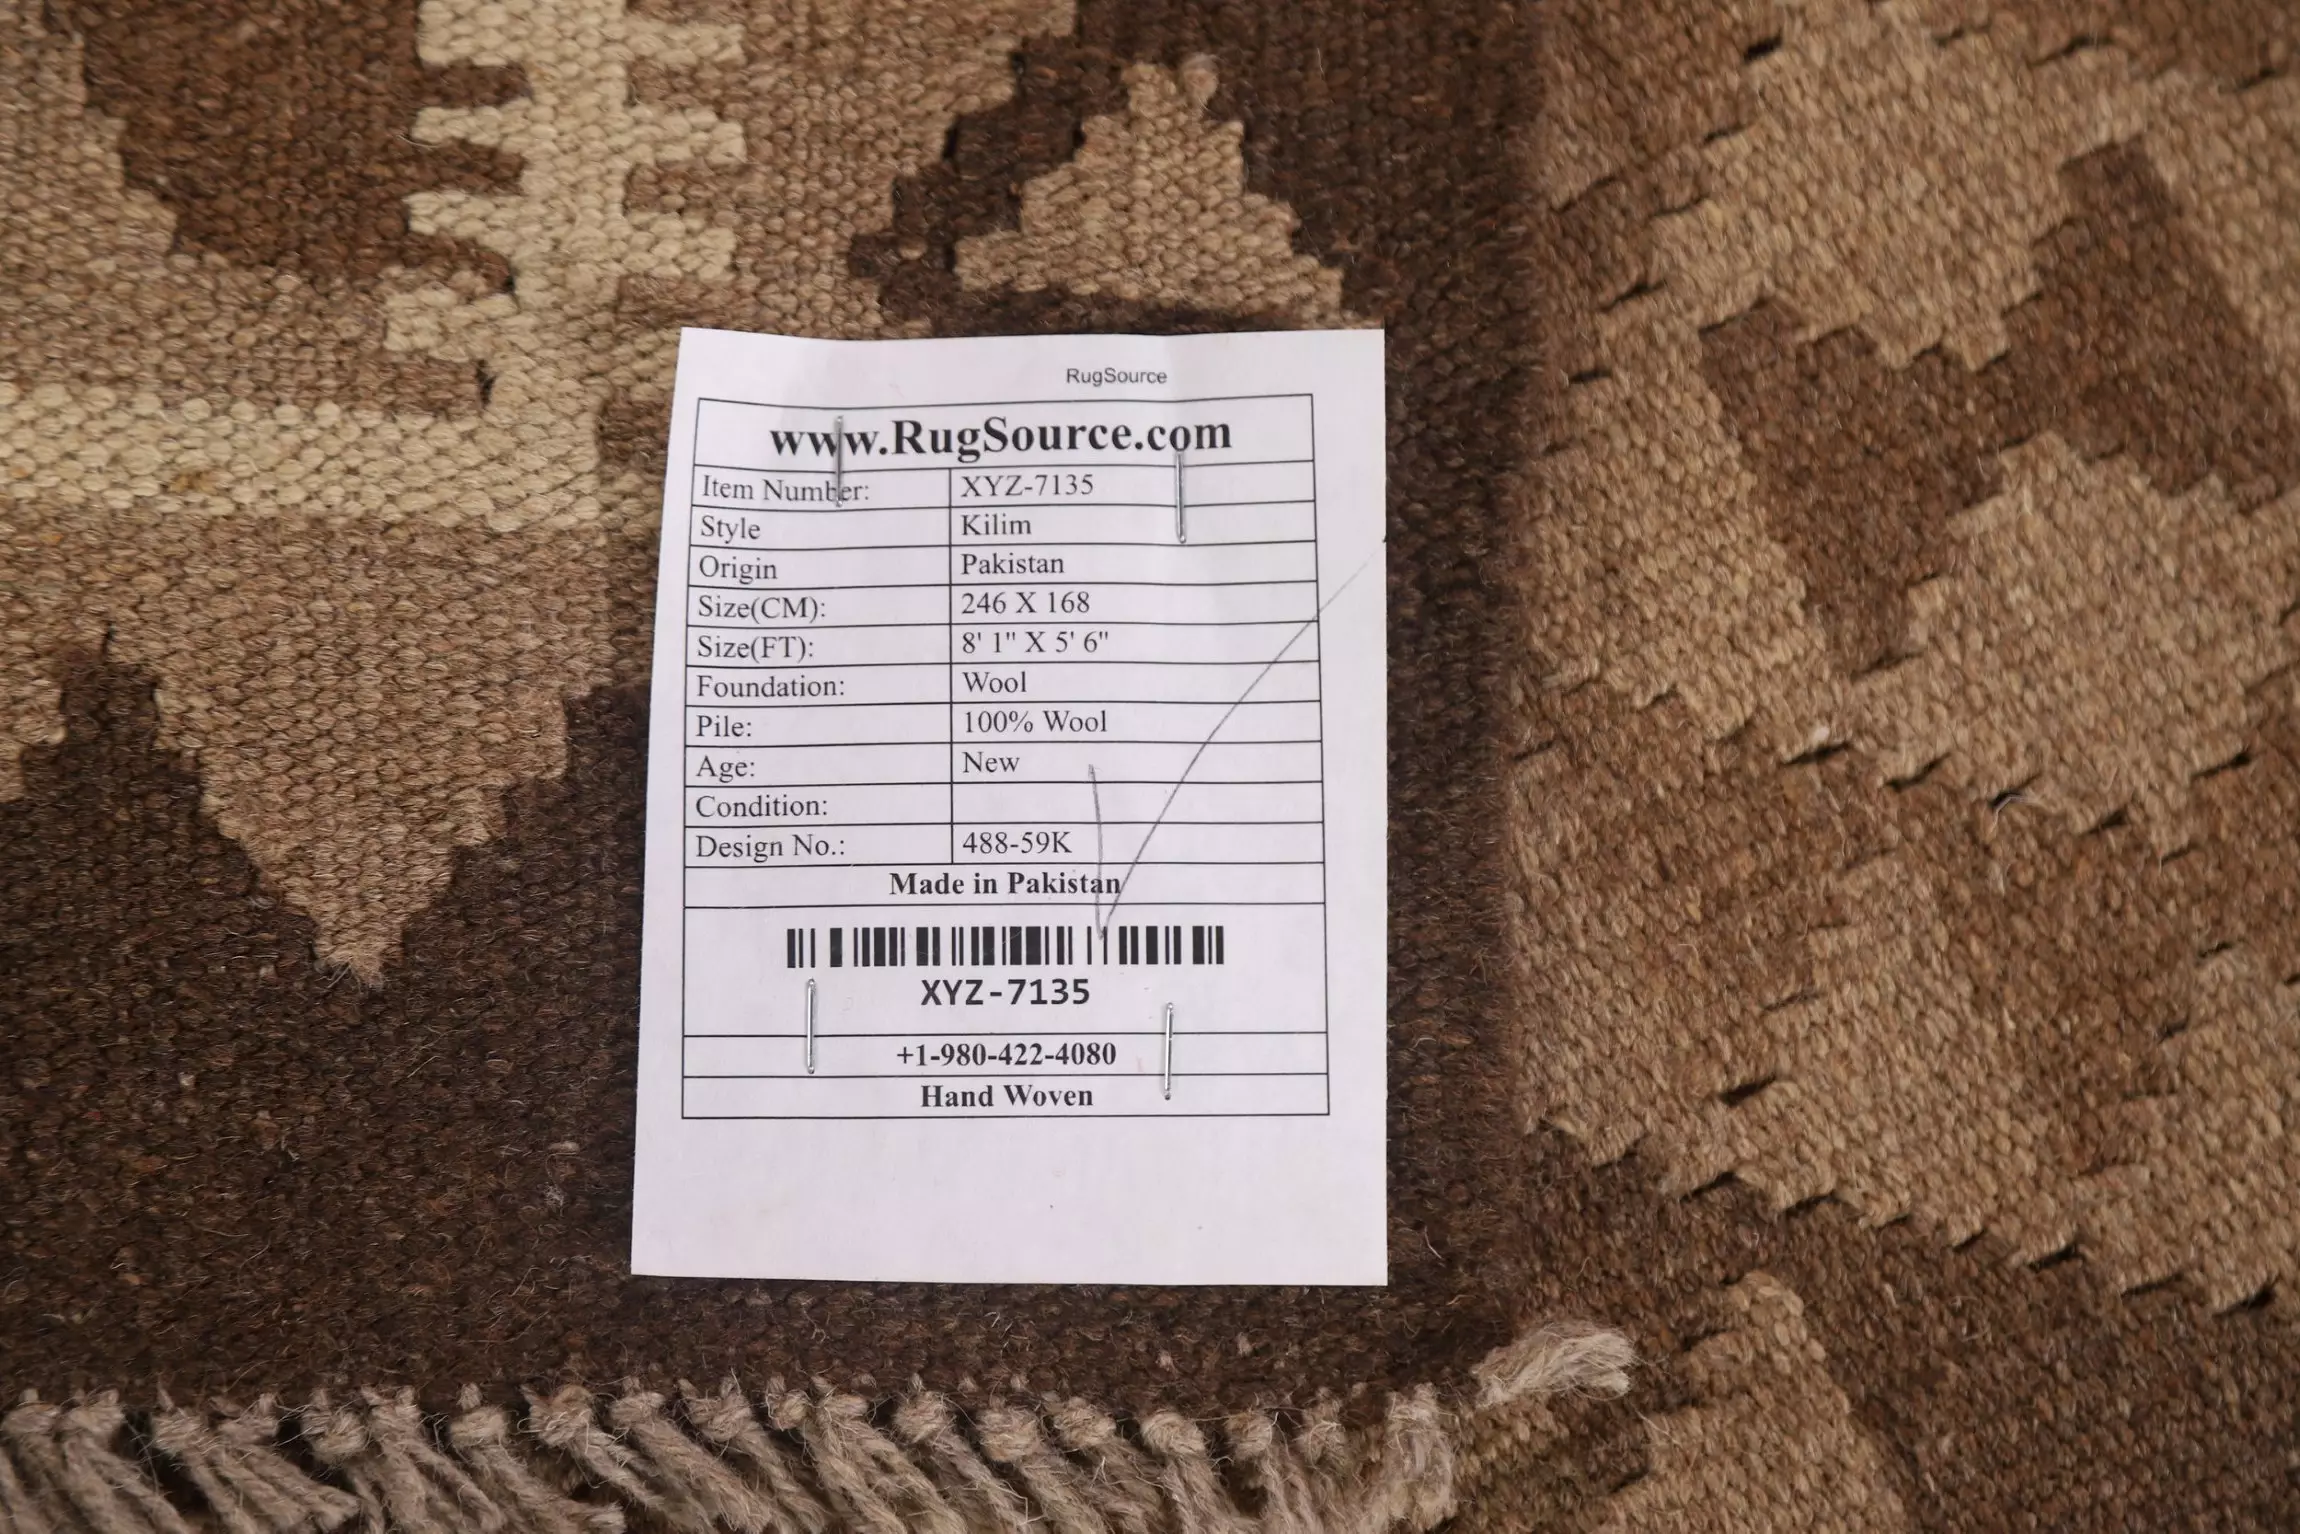 RugSource
www.RugSource.com
Item Number: XYZ-7135
Style Kilim
Origin Pakistan
Size(CM): 246 X 168
Size(FT): 8' 1" X 5' 6"
Foundation: Wool
Pile: 100% Wool
Age: New
Condition:
Design No.: 488-59K
Made in Pakistan
XYZ-7135
+1-980-422-4080
Hand Woven